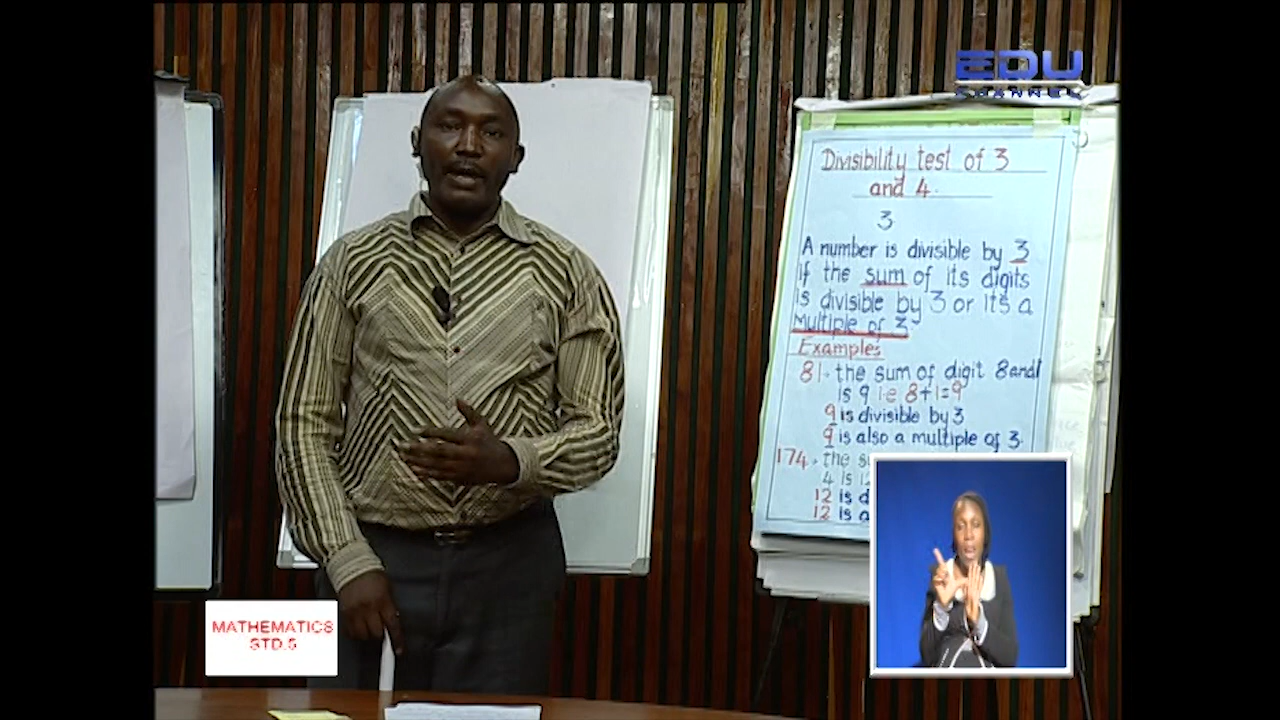 EDU
CHANNEL
Divisibility test of 3
and 4.
3
A number is divisible by 3
if the sum of its digits
is divisible by 3 or its a
Multiple of 3
Examples
81. the sum of digit 8 and 1
is 9 i.e 8+1=9
9 is divisible by 3
9 is also a multiple of 3.
174. the
4 is
12 is
12 is
MATHEMATICS
STD.5